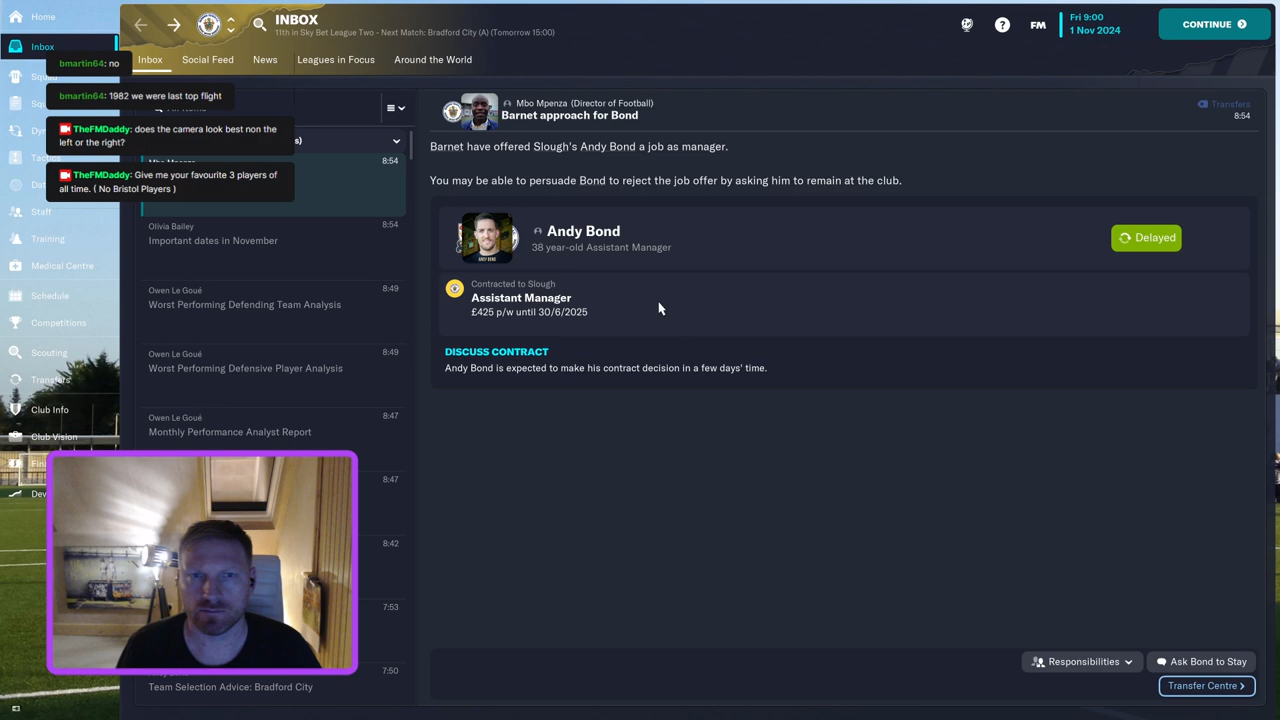 Home
INBOX
11th in Sky Bet League Two - Next Match: Bradford City (A) (Tomorrow 15:00)
FM
Fri 9:00
1 Nov 2024
CONTINUE
Inbox
Inbox
Social Feed
News
Leagues in Focus
Around the World
bmartin64: no
bmartin64: 1982 we were last top flight
TheFMDaddy: does the camera look best non the
left or the right?
TheFMDaddy: Give me your favourite 3 players of
all time. ( No Bristol Players )
Staff
Training
Medical Centre
Schedule
Competitions
Scouting
Transfers
Club Info
Club Vision
Dev
8:54
Olivia Bailey
8:54
Important dates in November
Owen Le Goué
8:49
Worst Performing Defending Team Analysis
Owen Le Goué
8:49
Worst Performing Defensive Player Analysis
Owen Le Goué
8:47
Monthly Performance Analyst Report
8:47
8:42
7:53
7:50
Team Selection Advice: Bradford City
Mbo Mpenza (Director of Football)
Barnet approach for Bond
Transfers
8:54
Barnet have offered Slough's Andy Bond a job as manager.
You may be able to persuade Bond to reject the job offer by asking him to remain at the club.
ANDY BOND
Andy Bond
38 year-old Assistant Manager
Delayed
Contracted to Slough
Assistant Manager
£425 p/w until 30/6/2025
DISCUSS CONTRACT
Andy Bond is expected to make his contract decision in a few days' time.
Responsibilities
Ask Bond to Stay
Transfer Centre